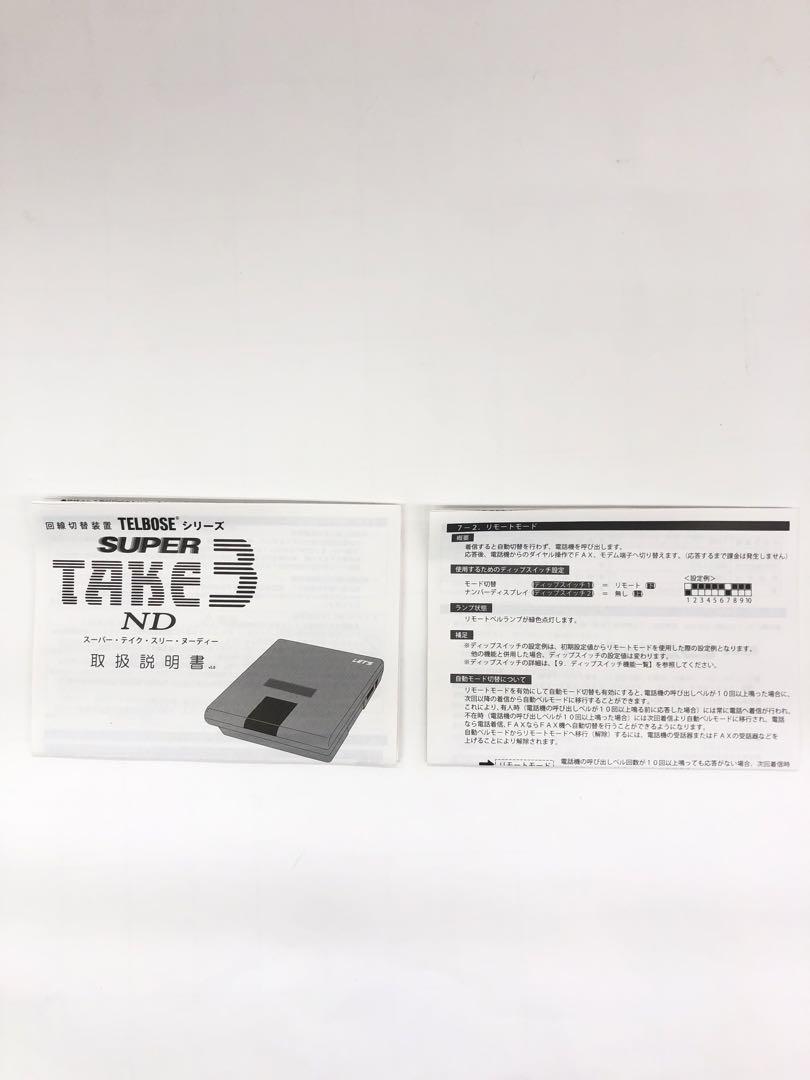 回線切替装置 TELBOSE® シリーズ
SUPER
TAKE3
ND
スーパー・テイク・スリー・ヌーディー
取扱説明書
LET'S
7-2. リモートモード
概要
着信すると自動切替を行わず、電話機を呼び出します。
応答後、電話機からのダイヤル操作でFAX、モデム端子へ切り替えます。(応答するまで課金は発生しません)
使用するためのディップスイッチ設定
モード切替 ディップスイッチ1 = リモート 下
ナンバーディスプレイ ディップスイッチ2 = 無し 上
<設定例>
1 2 3 4 5 6 7 8 9 10
ランプ状態
リモートベルランプが緑色点灯します。
補足
※ディップスイッチの設定例は、初期設定値からリモートモードを使用した際の設定例となります。
他の機能と併用した場合、ディップスイッチの設定値は変わります。
※ディップスイッチの詳細は、【9. ディップスイッチ機能一覧】を参照してください。
自動モード切替について
リモートモードを有効にして自動モード切替も有効にすると、電話機の呼び出しベルが10回以上鳴った場合に、
次回以降の着信から自動ベルモードに移行することができます。
これにより、有人時(電話機の呼び出しベルが10回以上鳴る前に応答した場合)には常に電話へ着信が行われ、
不在時(電話機の呼び出しベルが10回以上鳴った場合)には次回着信より自動ベルモードに移行され、電話
なら電話着信、FAXならFAX機へ自動切替を行うことができるようになります。
自動ベルモードからリモートモードへ移行(解除)するには、電話機の受話器またはFAXの受話器などを
上げることにより解除されます。
リモートモード 電話機の呼び出しベル回数が10回以上鳴っても応答がない場合、次回着信時